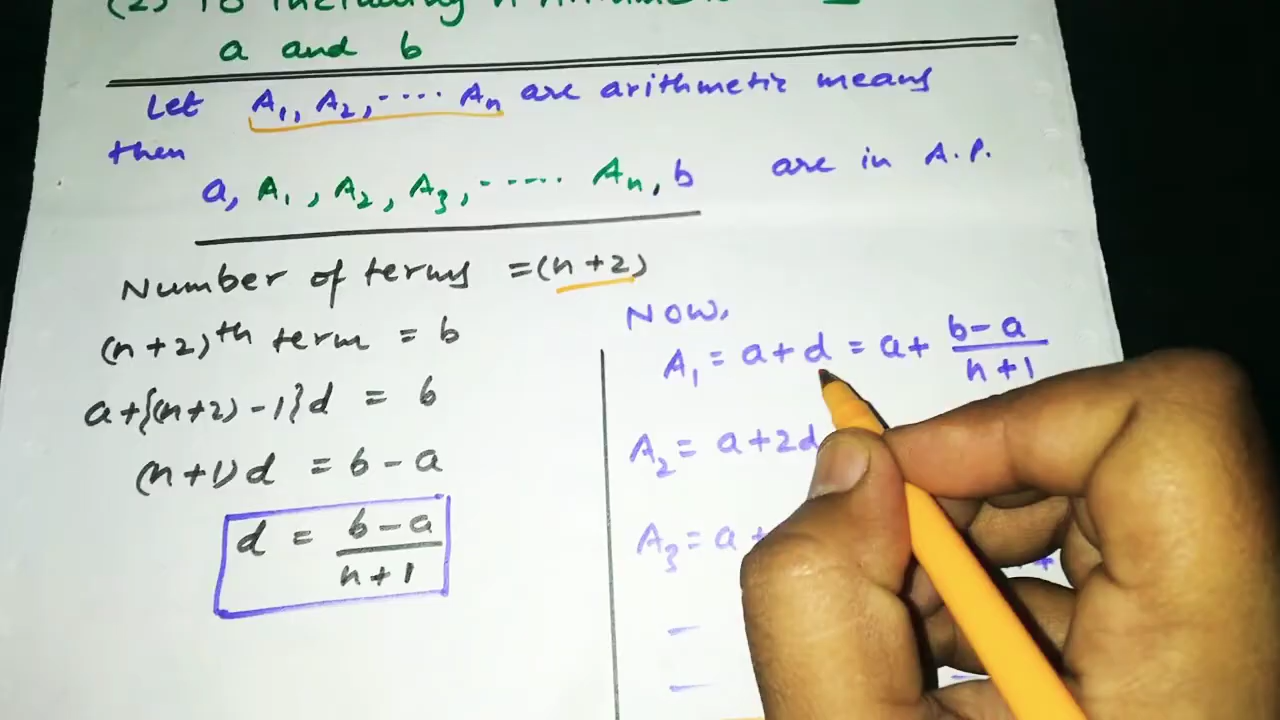 a and b
Let A₁, A₂, ..... Aₙ are arithmetic means
then
a, A₁, A₂, A₃, ...... Aₙ, b are in A.P.
Number of terms = (n+2)
(n+2)th term = b
a+{(n+2)-1}d = b
(n+1)d = b-a
d = (b-a)/(n+1)
Now,
A₁ = a+d = a+ (b-a)/(n+1)
A₂ = a+2d
A₃ = a+